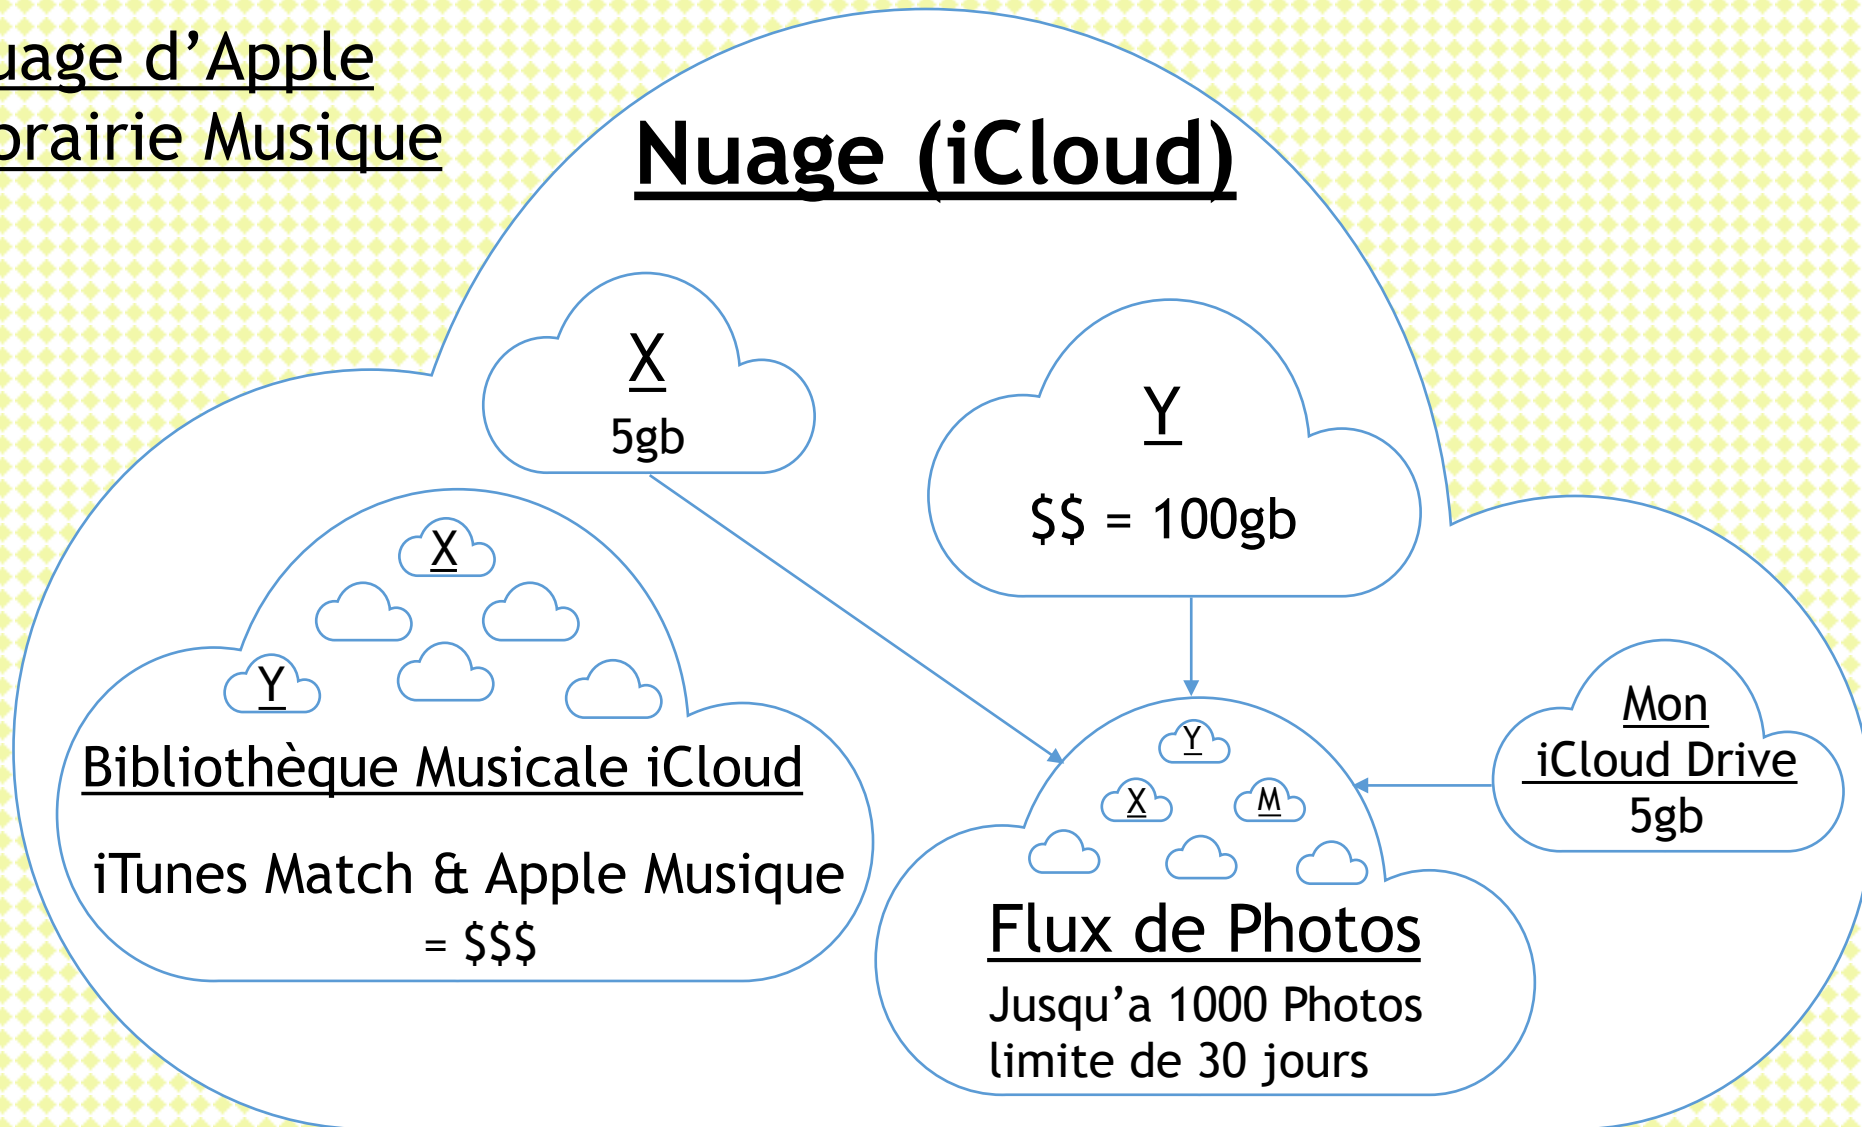 uage d’Apple
brairie Musique
Nuage (iCloud)
X
5gb
Y
$$ = 100gb
X
Y
Bibliothèque Musicale iCloud
iTunes Match & Apple Musique
= $$$
Mon
iCloud Drive
5gb
Y
X
M
Flux de Photos
Jusqu’a 1000 Photos
limite de 30 jours